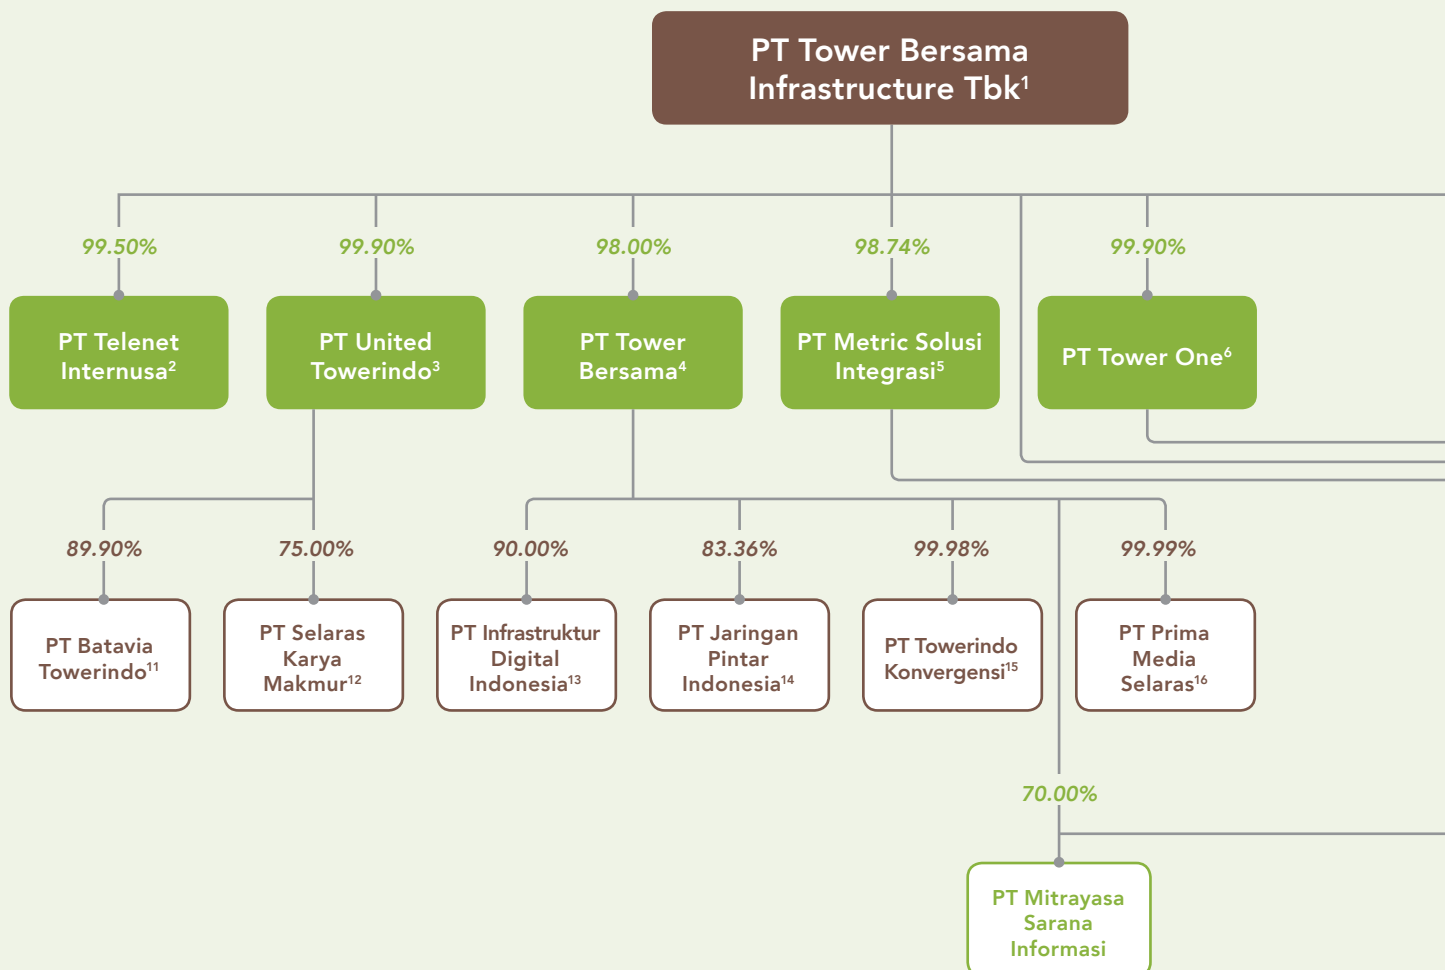 PT Tower Bersama
Infrastructure Tbk¹
99.50%
99.90%
98.00%
98.74%
99.90%
PT Telenet
Internusa²
PT United
Towerindo³
PT Tower
Bersama⁴
PT Metric Solusi
Integrasi⁵
PT Tower One⁶
89.90%
75.00%
90.00%
83.36%
99.98%
99.99%
PT Batavia
Towerindo¹¹
PT Selaras
Karya
Makmur¹²
PT Infrastruktur
Digital
Indonesia¹³
PT Jaringan
Pintar
Indonesia¹⁴
PT Towerindo
Konvergensi¹⁵
PT Prima
Media
Selaras¹⁶
70.00%
PT Mitrayasa
Sarana
Informasi